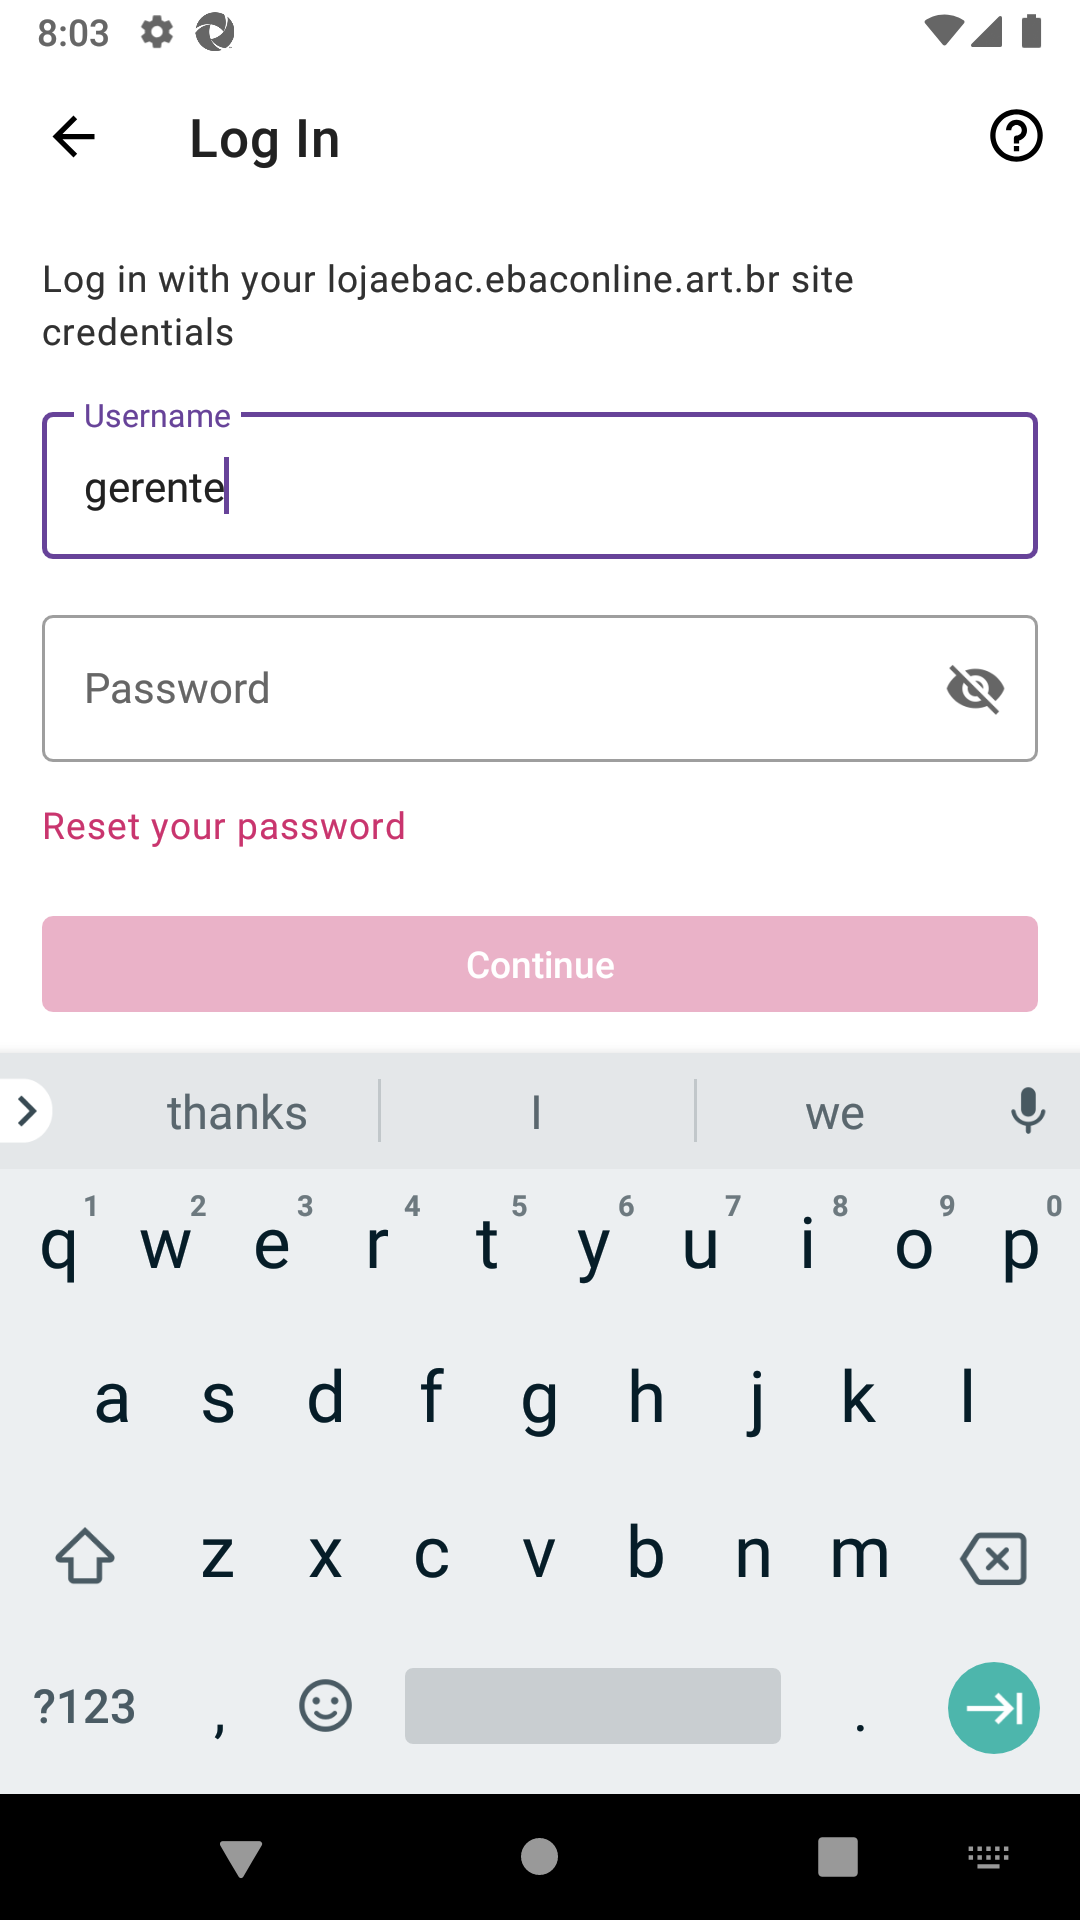 8:03
Log In
Log in with your lojaebac.ebaconline.art.br site
credentials
Username
gerente
Password
Reset your password
Continue
thanks I we
1 2 3 4 5 6 7 8 9 0
q w e r t y u i o p
a s d f g h j k l
z x c v b n m
?123 , .